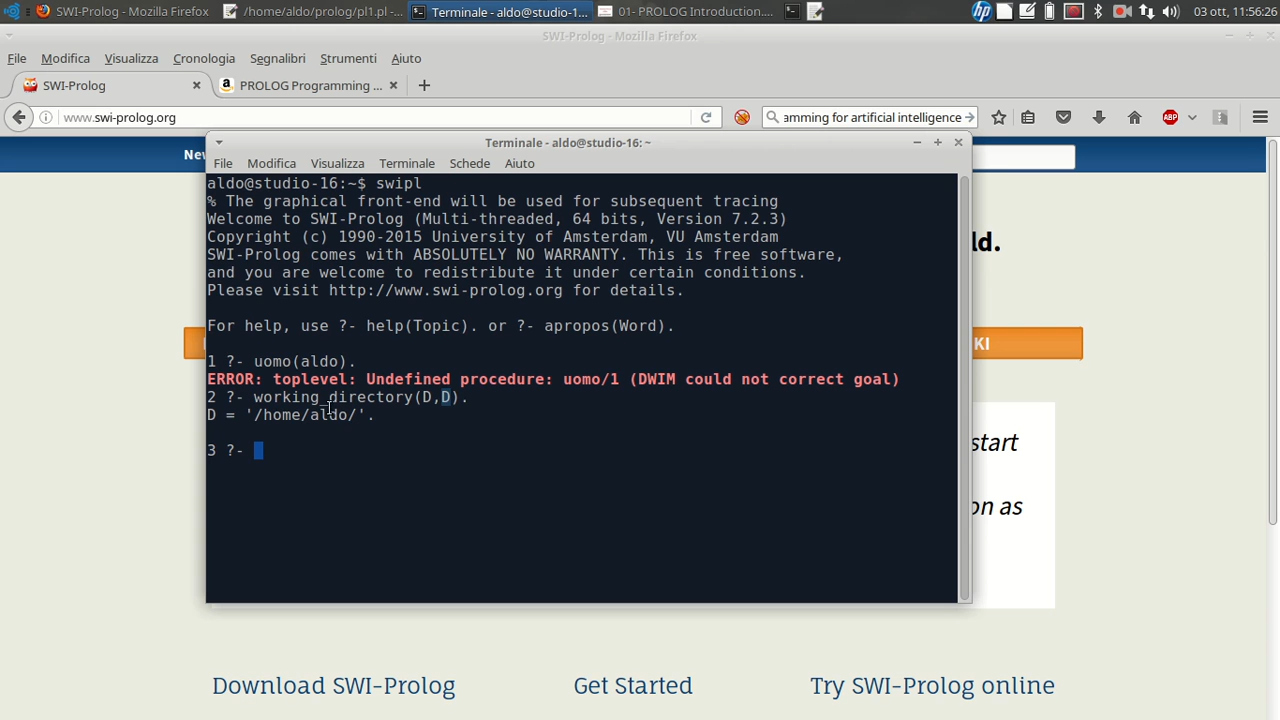 SWI-Prolog - Mozilla Firefox
/home/aldo/prolog/pl1.pl -...
Terminale - aldo@studio-1...
01- PROLOG Introduction....
03 ott, 11:56:26
SWI-Prolog - Mozilla Firefox
File Modifica Visualizza Cronologia Segnalibri Strumenti Aiuto
SWI-Prolog
PROLOG Programming ...
www.swi-prolog.org
amming for artificial intelligence
ABP
Terminale - aldo@studio-16: ~
File Modifica Visualizza Terminale Schede Aiuto
aldo@studio-16:~$ swipl
% The graphical front-end will be used for subsequent tracing
Welcome to SWI-Prolog (Multi-threaded, 64 bits, Version 7.2.3)
Copyright (c) 1990-2015 University of Amsterdam, VU Amsterdam
SWI-Prolog comes with ABSOLUTELY NO WARRANTY. This is free software,
and you are welcome to redistribute it under certain conditions.
Please visit http://www.swi-prolog.org for details.
For help, use ?- help(Topic). or ?- apropos(Word).
1 ?- uomo(aldo).
ERROR: toplevel: Undefined procedure: uomo/1 (DWIM could not correct goal)
2 ?- working_directory(D,D).
D = '/home/aldo/'.
3 ?-
Nev
ld.
KI
start
on as
Download SWI-Prolog
Get Started
Try SWI-Prolog online